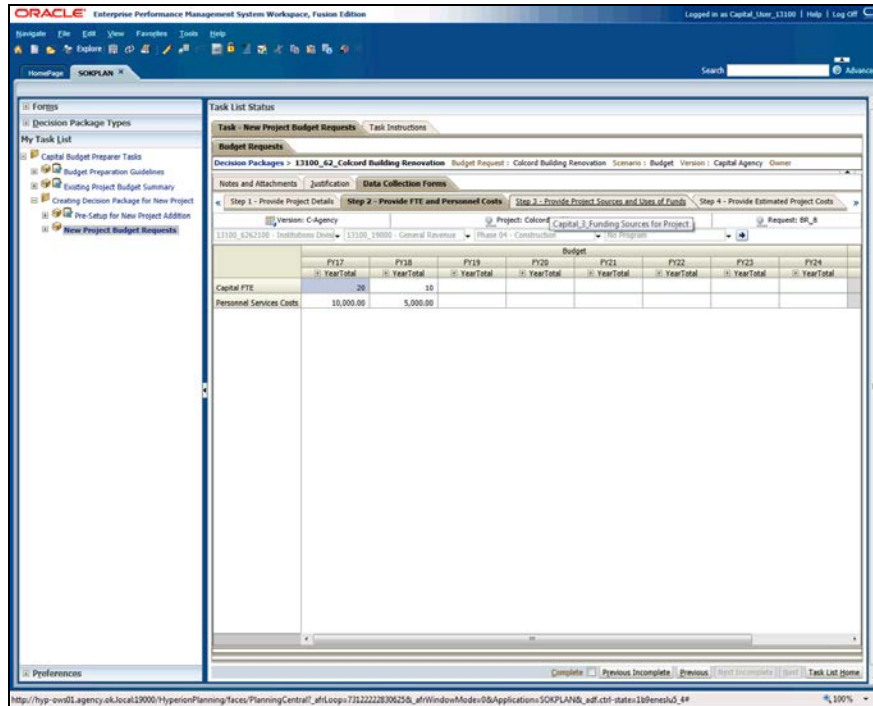 ORACLE Enterprise Performance Management System Workspace, Fusion Edition
Logged in as Capital_User_13100 | Help | Log Off
Navigate File Edit View Favorites Tools Help
Explore
HomePage SOKPLAN
Search Advance
Forms
Decision Package Types
My Task List
Capital Budget Preparer Tasks
Budget Preparation Guidelines
Existing Project Budget Summary
Creating Decision Package for New Project
Pre-Setup for New Project Addition
New Project Budget Requests
Preferences
Task List Status
Task - New Project Budget Requests Task Instructions
Budget Requests
Decision Packages > 13100_62_Colcord Building Renovation Budget Request : Colcord Building Renovation Scenario : Budget Version : Capital Agency Owner
Notes and Attachments Justification Data Collection Forms
« Step 1 - Provide Project Details Step 2 - Provide FTE and Personnel Costs Step 3 - Provide Project Sources and Uses of Funds Step 4 - Provide Estimated Project Costs »
Version: C-Agency Project: Colcord Capital_3_Funding Sources for Project Request: BR_8
13100_6262100 - Institutions Divisi 13100_19000 - General Revenue Phase 04 - Construction No Program
Budget
FY17 FY18 FY19 FY20 FY21 FY22 FY23 FY24
YearTotal YearTotal YearTotal YearTotal YearTotal YearTotal YearTotal YearTotal
Capital FTE 20 10
Personnel Services Costs 10,000.00 5,000.00
Complete Previous Incomplete Previous Next Incomplete Next Task List Home
100%